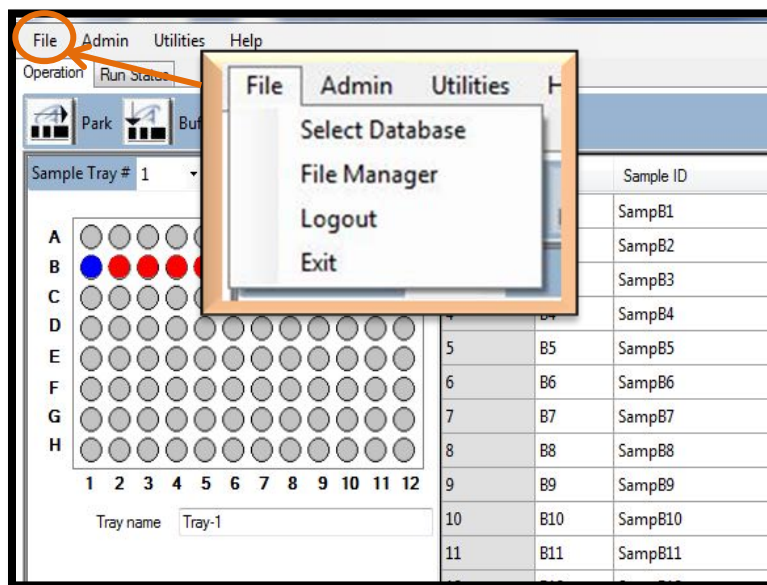 File Admin Utilities Help
Operation Run Status
Park
Sample Tray # 1
File Admin Utilities
Select Database
File Manager
Logout
Exit
Sample ID
SampB1
SampB2
SampB3
B4 SampB4
5 B5 SampB5
6 B6 SampB6
7 B7 SampB7
8 B8 SampB8
9 B9 SampB9
10 B10 SampB10
11 B11 SampB11
A
B
C
D
E
F
G
H
1 2 3 4 5 6 7 8 9 10 11 12
Tray name Tray-1